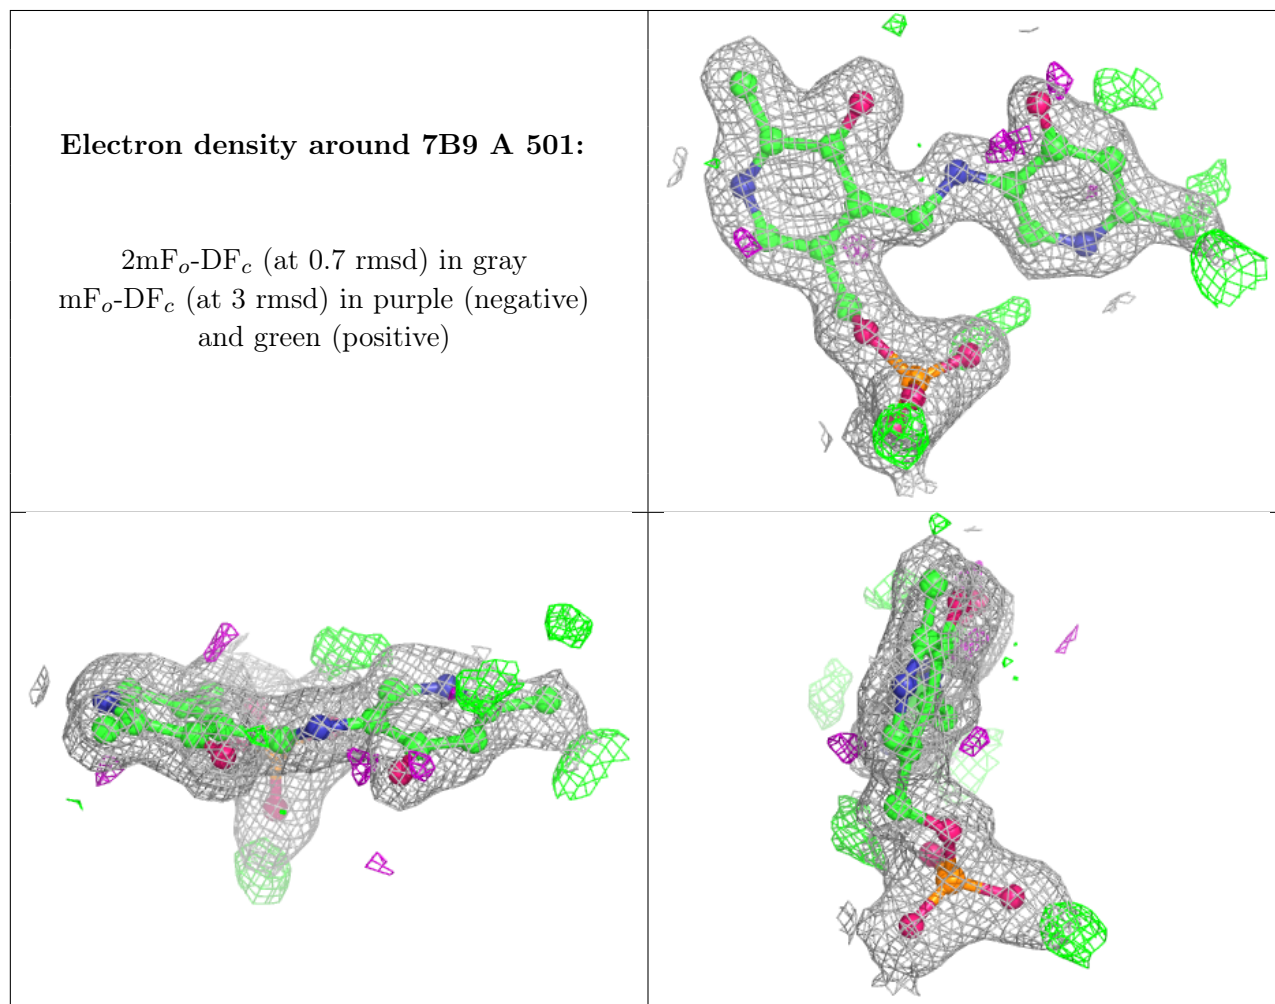 Electron density around 7B9 A 501:
2mFo-DFc (at 0.7 rmsd) in gray
mFo-DFc (at 3 rmsd) in purple (negative)
and green (positive)